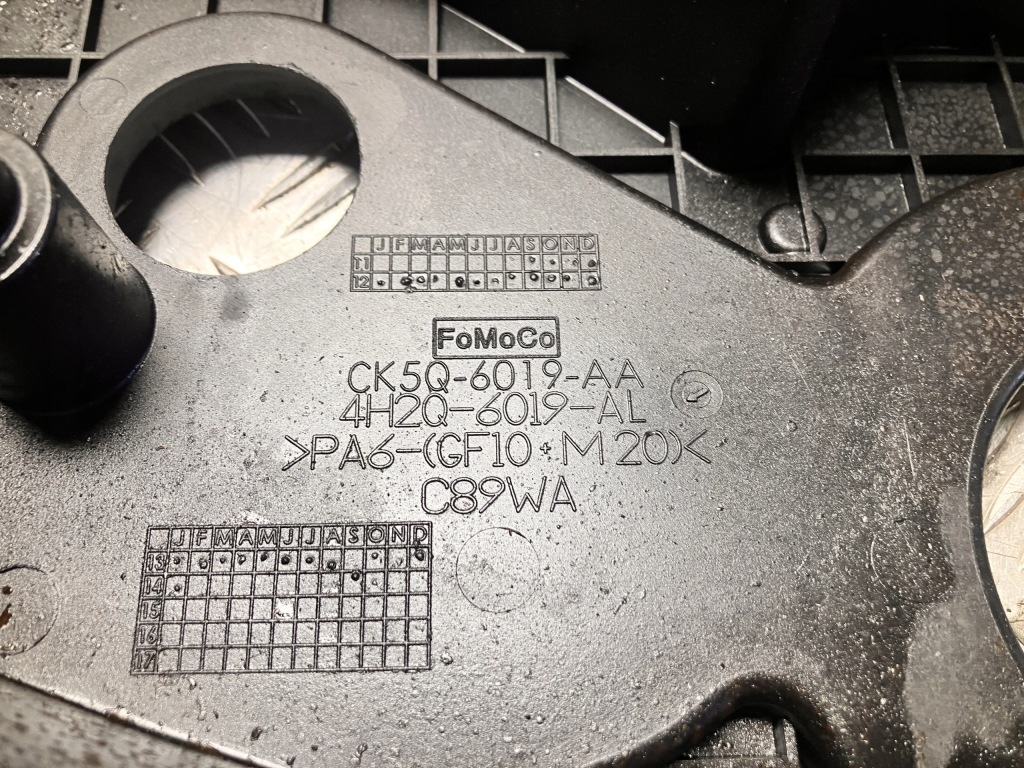 J F M A M J J A S O N D
11
12
FoMoCo
CK5Q-6019-AA
4H2Q-6019-AL
>PA6-(GF10+M20)<
C89WA
J F M A M J J A S O N D
13
14
15
16
17